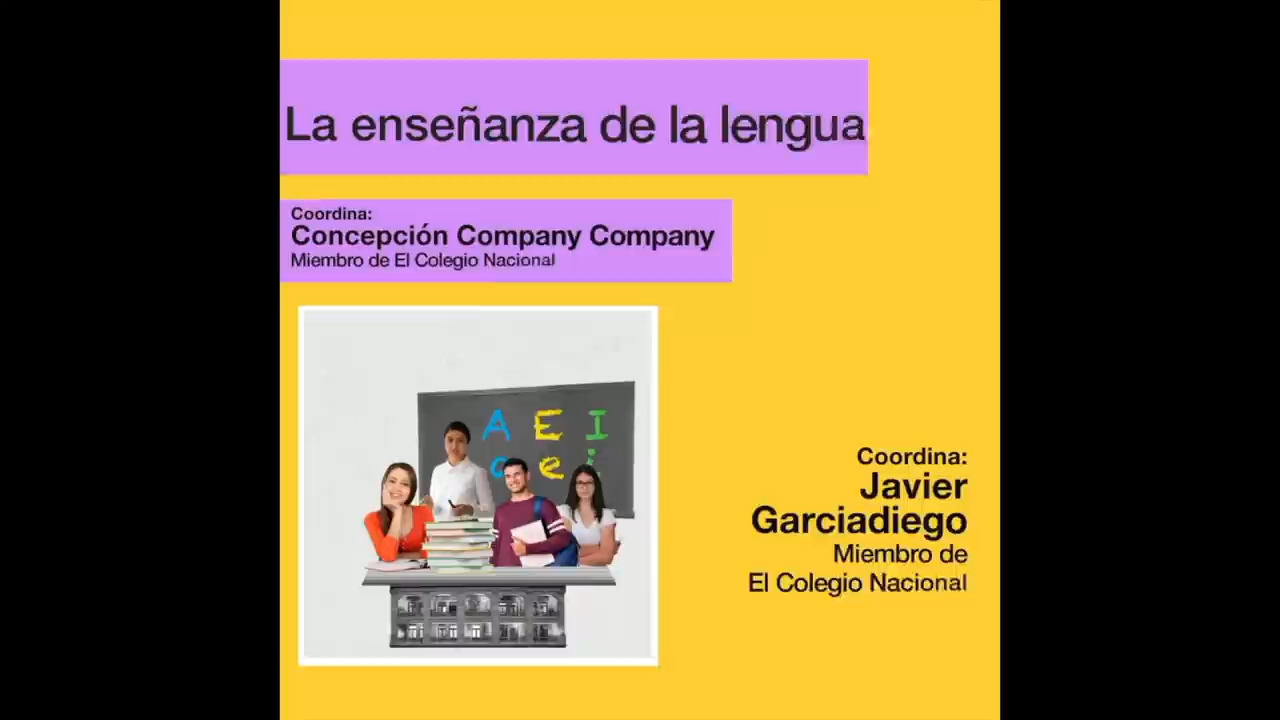 La enseñanza de la lengua
Coordina:
Concepción Company Company
Miembro de El Colegio Nacional
A E I
a e i
Coordina:
Javier
Garciadiego
Miembro de
El Colegio Nacional